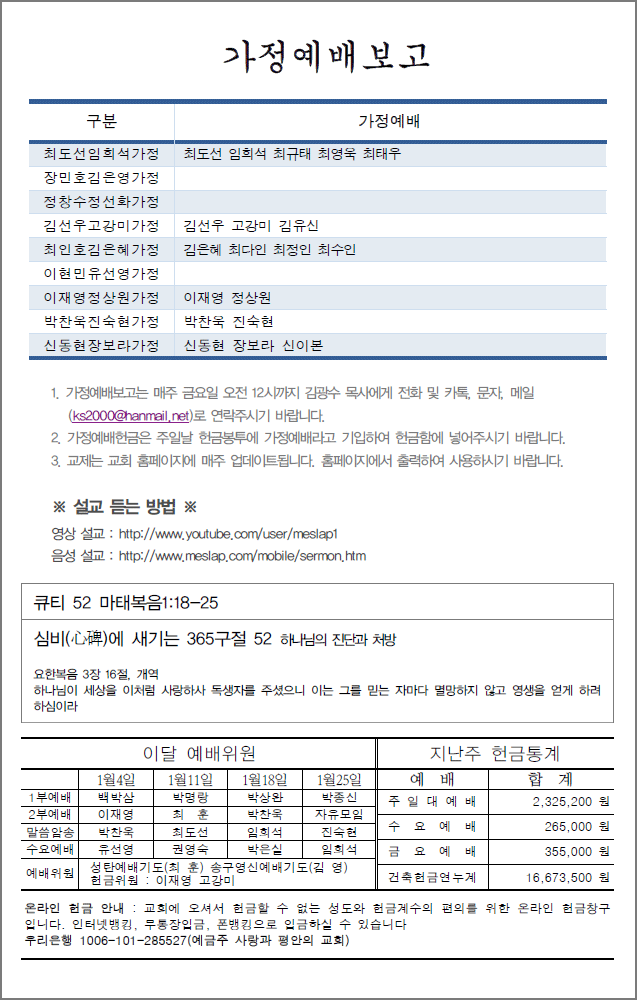 가정예배보고
구분 가정예배
최도선임희석가정 최도선 임희석 최규태 최영욱 최태우
장민호김은영가정
정창수정선화가정
김선우고강미가정 김선우 고강미 김유신
최인호김은혜가정 김은혜 최다인 최정인 최수인
이현민유선영가정
이재영정상원가정 이재영 정상원
박찬욱진숙현가정 박찬욱 진숙현
신동현장보라가정 신동현 장보라 신이본
1. 가정예배보고는 매주 금요일 오전 12시까지 김광수 목사에게 전화 및 카톡, 문자, 메일
(ks2000@hanmail.net)로 연락주시기 바랍니다.
2. 가정예배헌금은 주일날 헌금봉투에 가정예배라고 기입하여 헌금함에 넣어주시기 바랍니다.
3. 교제는 교회 홈페이지에 매주 업데이트됩니다. 홈페이지에서 출력하여 사용하시기 바랍니다.
※ 설교 듣는 방법 ※
영상 설교 : http://www.youtube.com/user/meslap1
음성 설교 : http://www.meslap.com/mobile/sermon.htm
큐티 52 마태복음1:18-25
심비(心碑)에 새기는 365구절 52 하나님의 진단과 처방
요한복음 3장 16절, 개역
하나님이 세상을 이처럼 사랑하사 독생자를 주셨으니 이는 그를 믿는 자마다 멸망하지 않고 영생을 얻게 하려
하심이라
이달 예배위원
1월4일 1월11일 1월18일 1월25일
1부예배 백박삼 박명랑 박상완 박종신
2부예배 이재영 최 훈 박찬욱 자유모임
말씀암송 박찬욱 최도선 임희석 진숙현
수요예배 유선영 권영숙 박은실 임희석
예배위원 성탄예배기도(최 훈) 송구영신예배기도(김 영)
헌금위원 : 이재영 고강미
지난주 헌금통계
예 배 합 계
주 일 대 예 배 2,325,200 원
수 요 예 배 265,000 원
금 요 예 배 355,000 원
건축헌금연누계 16,673,500 원
온라인 헌금 안내 : 교회에 오셔서 헌금할 수 없는 성도와 헌금계수의 편의를 위한 온라인 헌금창구
입니다. 인터넷뱅킹, 무통장입금, 폰뱅킹으로 입금하실 수 있습니다
우리은행 1006-101-285527(예금주 사랑과 평안의 교회)